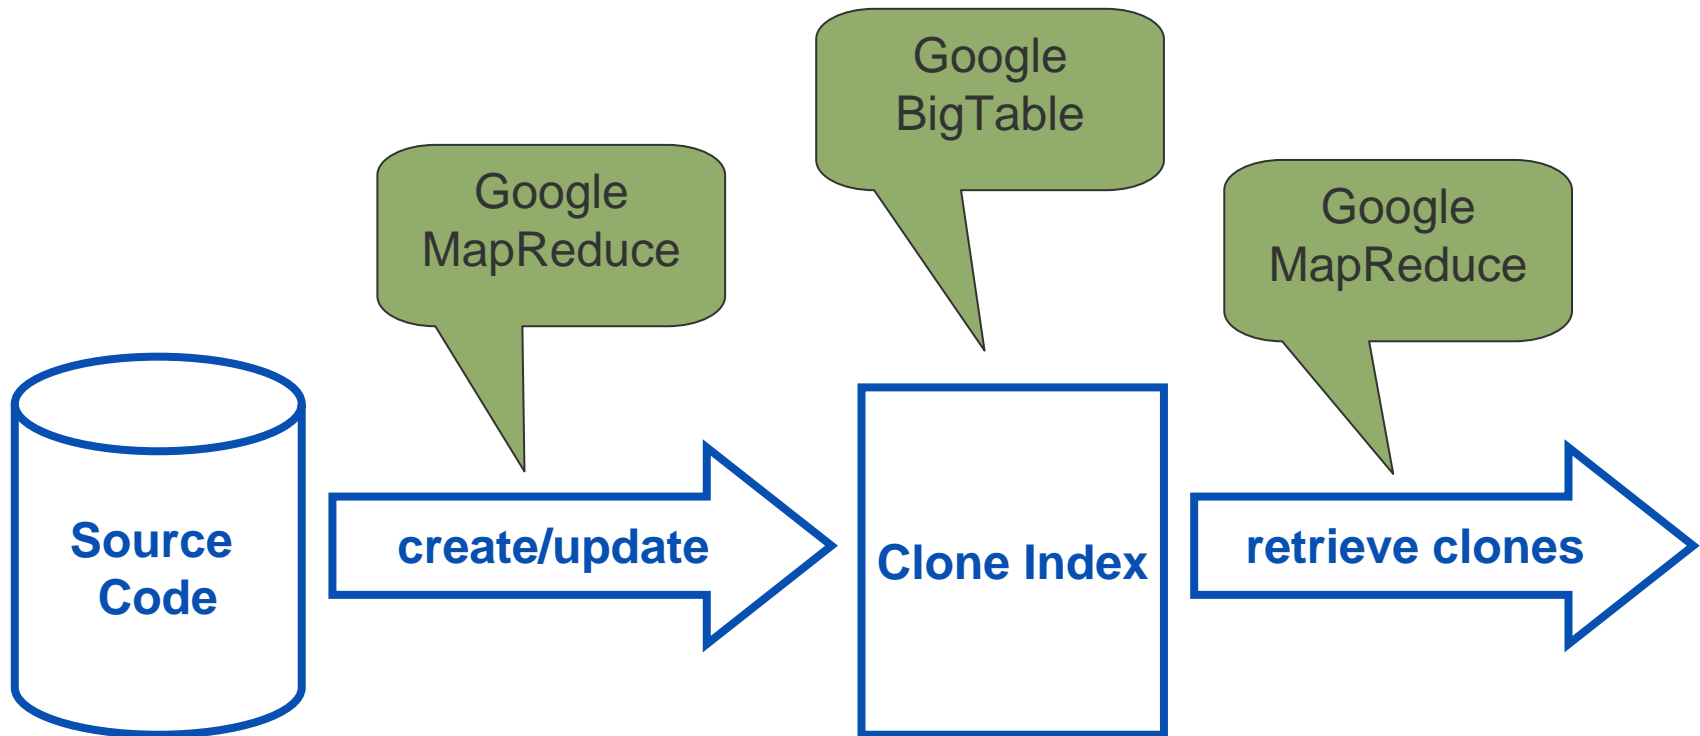 Google
BigTable
Google
MapReduce
Google
MapReduce
Source
Code
create/update
Clone Index
retrieve clones